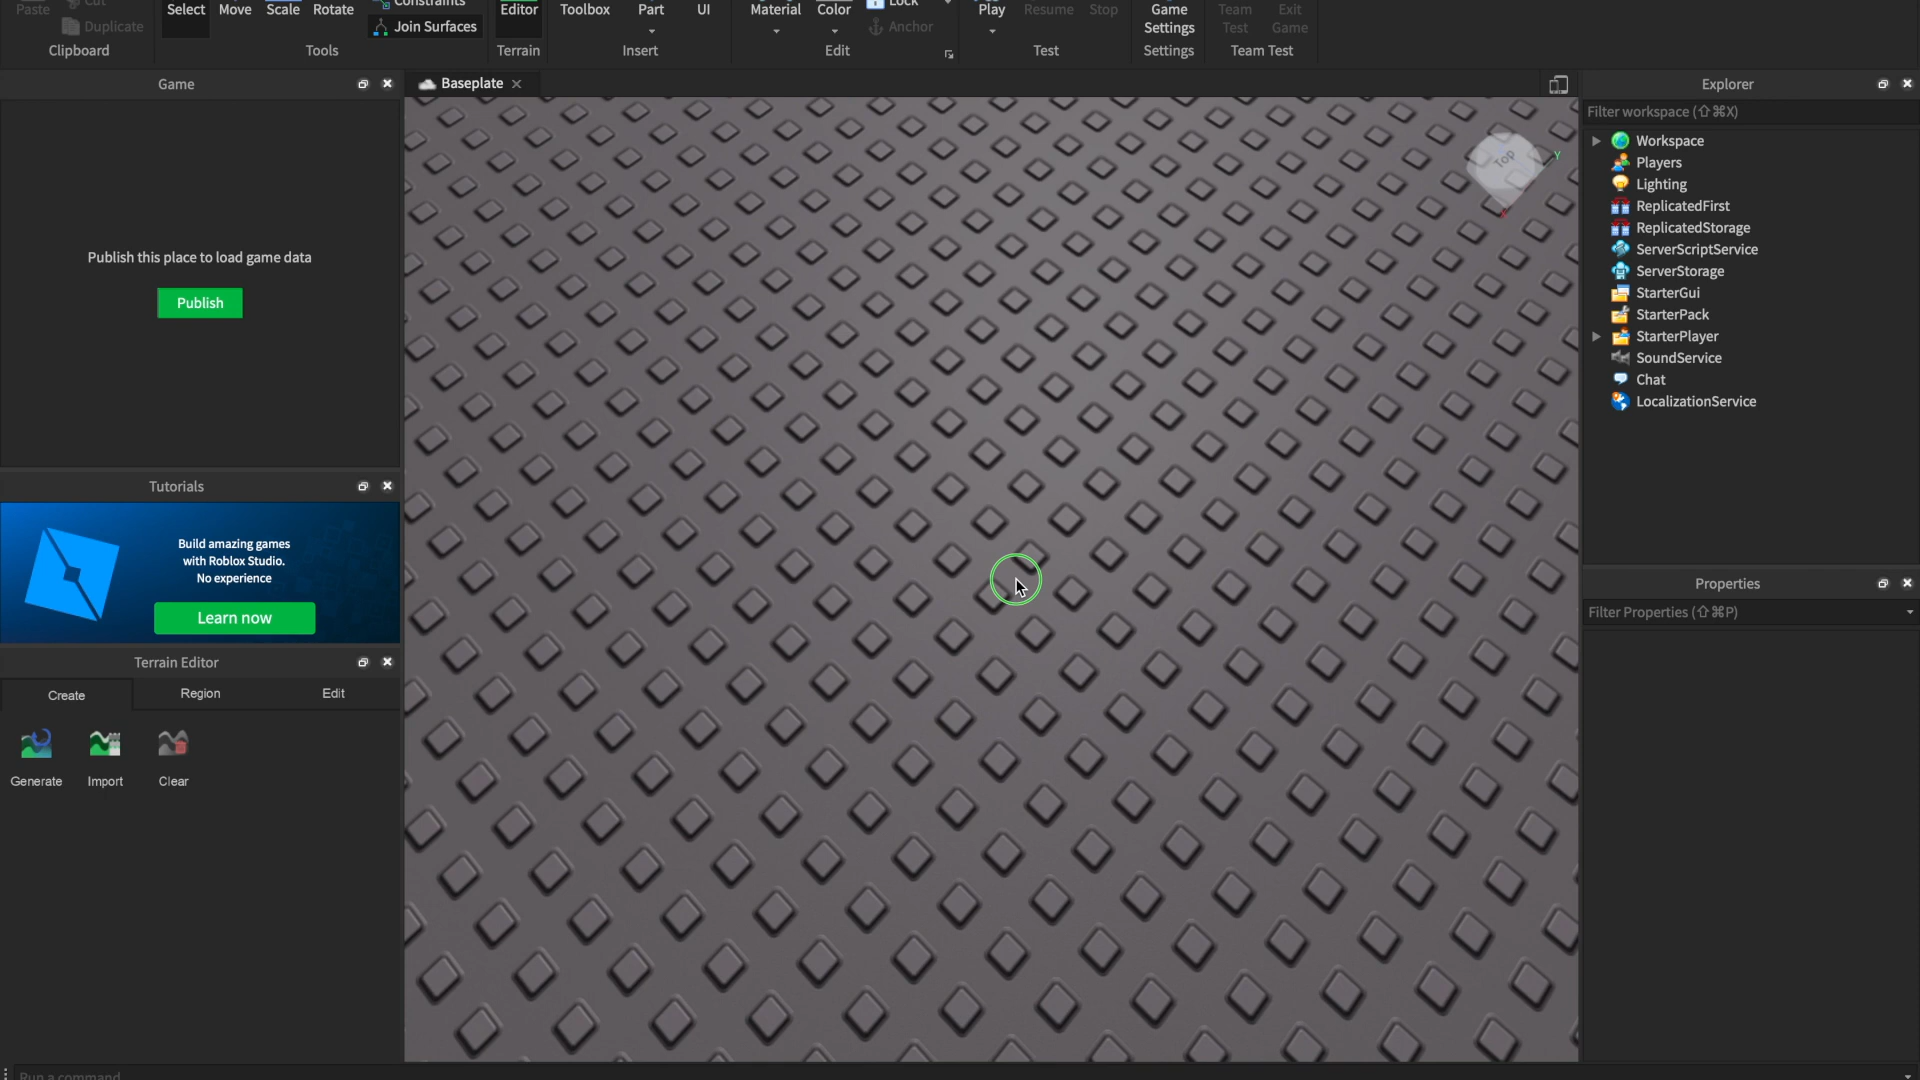 Paste
Cut
Duplicate
Clipboard
Select
Move
Scale
Rotate
Constraints
Join Surfaces
Tools
Editor
Terrain
Toolbox
Part
UI
Insert
Material
Color
Lock
Anchor
Edit
Play
Resume
Stop
Test
Game
Settings
Settings
Team
Test
Exit
Game
Team Test
Game
Publish this place to load game data
Publish
Tutorials
Build amazing games
with Roblox Studio.
No experience
Learn now
Terrain Editor
Create
Region
Edit
Generate
Import
Clear
Baseplate
Top
Y
X
Explorer
Filter workspace (⇧⌘X)
Workspace
Players
Lighting
ReplicatedFirst
ReplicatedStorage
ServerScriptService
ServerStorage
StarterGui
StarterPack
StarterPlayer
SoundService
Chat
LocalizationService
Properties
Filter Properties (⇧⌘P)
Run a command